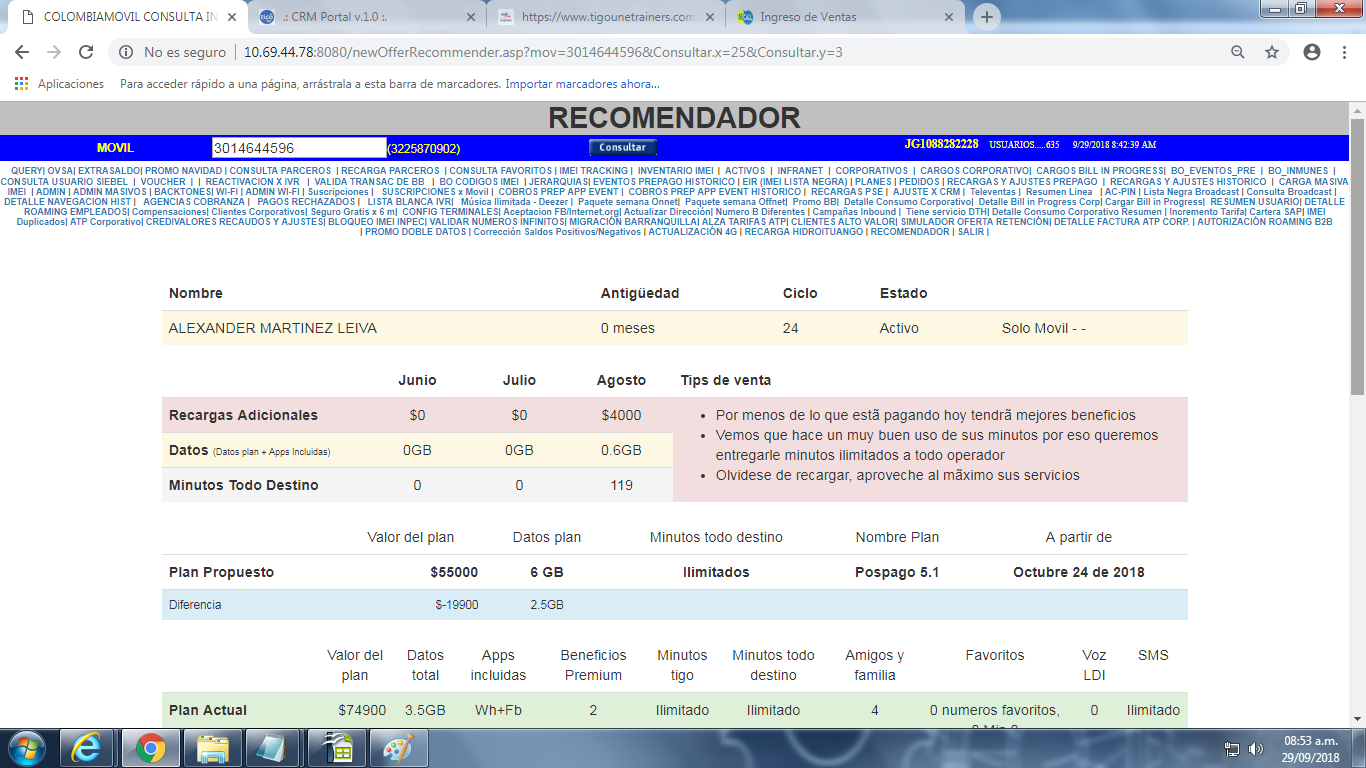 COLOMBIAMOVIL CONSULTA IN
.: CRM Portal v.1.0 :.
https://www.tigounetrainers.com
Ingreso de Ventas
No es seguro | 10.69.44.78:8080/newOfferRecommender.asp?mov=3014644596&Consultar.x=25&Consultar.y=3
Aplicaciones Para acceder rápido a una página, arrástrala a esta barra de marcadores. Importar marcadores ahora...
RECOMENDADOR
MOVIL 3014644596 (3225870902) Consultar JG1088282228 USUARIOS.....635 9/29/2018 8:42:39 AM
QUERY| OVSA| EXTRASALDO| PROMO NAVIDAD | CONSULTA PARCEROS | RECARGA PARCEROS | CONSULTA FAVORITOS | IMEI TRACKING | INVENTARIO IMEI | ACTIVOS | INFRANET | CORPORATIVOS | CARGOS CORPORATIVO| CARGOS BILL IN PROGRESS| BO_EVENTOS_PRE | BO_INMUNES |
CONSULTA USUARIO SIEBEL | VOUCHER | | REACTIVACION X IVR | VALIDA TRANSAC DE BB | BO CODIGOS IMEI | JERARQUIAS| EVENTOS PREPAGO HISTORICO | EIR (IMEI LISTA NEGRA) | PLANES | PEDIDOS | RECARGAS Y AJUSTES PREPAGO | RECARGAS Y AJUSTES HISTORICO | CARGA MASIVA
IMEI | ADMIN | ADMIN MASIVOS | BACKTONES| WI-FI | ADMIN WI-FI | Suscripciones | SUSCRIPCIONES x Movil | COBROS PREP APP EVENT | COBROS PREP APP EVENT HISTORICO | RECARGAS PSE | AJUSTE X CRM | Televentas | Resumen Linea | AC-PIN | Lista Negra Broadcast | Consulta Broadcast |
DETALLE NAVEGACION HIST | AGENCIAS COBRANZA | PAGOS RECHAZADOS | LISTA BLANCA IVR| Música Ilimitada - Deezer | Paquete semana Onnet| Paquete semana Offnet| Promo BB| Detalle Consumo Corporativo| Detalle Bill in Progress Corp| Cargar Bill in Progress| RESUMEN USUARIO| DETALLE
ROAMING EMPLEADOS| Compensaciones| Clientes Corporativos| Seguro Gratis x 6 m| CONFIG TERMINALES| Aceptacion FB/Internet.org| Actualizar Dirección| Numero B Diferentes | Campañas Inbound | Tiene servicio DTH| Detalle Consumo Corporativo Resumen | Incremento Tarifa| Cartera SAP| IMEI
Duplicados| ATP Corporativo| CREDIVALORES RECAUDOS Y AJUSTES| BLOQUEO IMEI INPEC| VALIDAR NUMEROS INFINITOS| MIGRACIÓN BARRANQUILLA| ALZA TARIFAS ATP| CLIENTES ALTO VALOR| SIMULADOR OFERTA RETENCIÓN| DETALLE FACTURA ATP CORP. | AUTORIZACIÓN ROAMING B2B
| PROMO DOBLE DATOS | Corrección Saldos Positivos/Negativos | ACTUALIZACIÓN 4G | RECARGA HIDROITUANGO | RECOMENDADOR | SALIR |
Nombre Antigüedad Ciclo Estado
ALEXANDER MARTINEZ LEIVA 0 meses 24 Activo Solo Movil - -
Junio Julio Agosto Tips de venta
Recargas Adicionales $0 $0 $4000
Datos (Datos plan + Apps Incluidas) 0GB 0GB 0.6GB
Minutos Todo Destino 0 0 119
• Por menos de lo que estã pagando hoy tendrã mejores beneficios
• Vemos que hace un muy buen uso de sus minutos por eso queremos
entregarle minutos ilimitados a todo operador
• Olvidese de recargar, aproveche al mãximo sus servicios
Valor del plan Datos plan Minutos todo destino Nombre Plan A partir de
Plan Propuesto $55000 6 GB Ilimitados Pospago 5.1 Octubre 24 de 2018
Diferencia $-19900 2.5GB
Valor del Datos Apps Beneficios Minutos Minutos todo Amigos y Favoritos Voz SMS
plan total incluidas Premium tigo destino familia LDI
Plan Actual $74900 3.5GB Wh+Fb 2 Ilimitado Ilimitado 4 0 numeros favoritos, 0 Ilimitado
08:53 a.m.
29/09/2018